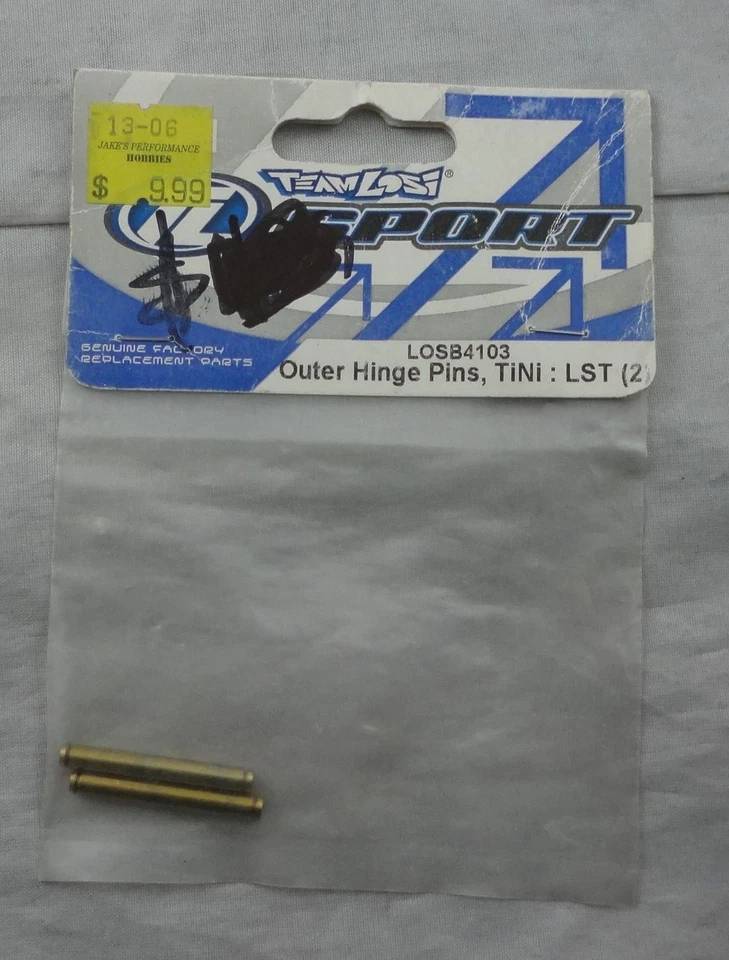 13-06
JAKE'S PERFORMANCE
HOBBIES
$ 9.99
TEAM LOSI®
SPORT
GENUINE FACTORY
REPLACEMENT PARTS
LOSB4103
Outer Hinge Pins, TiNi : LST (2